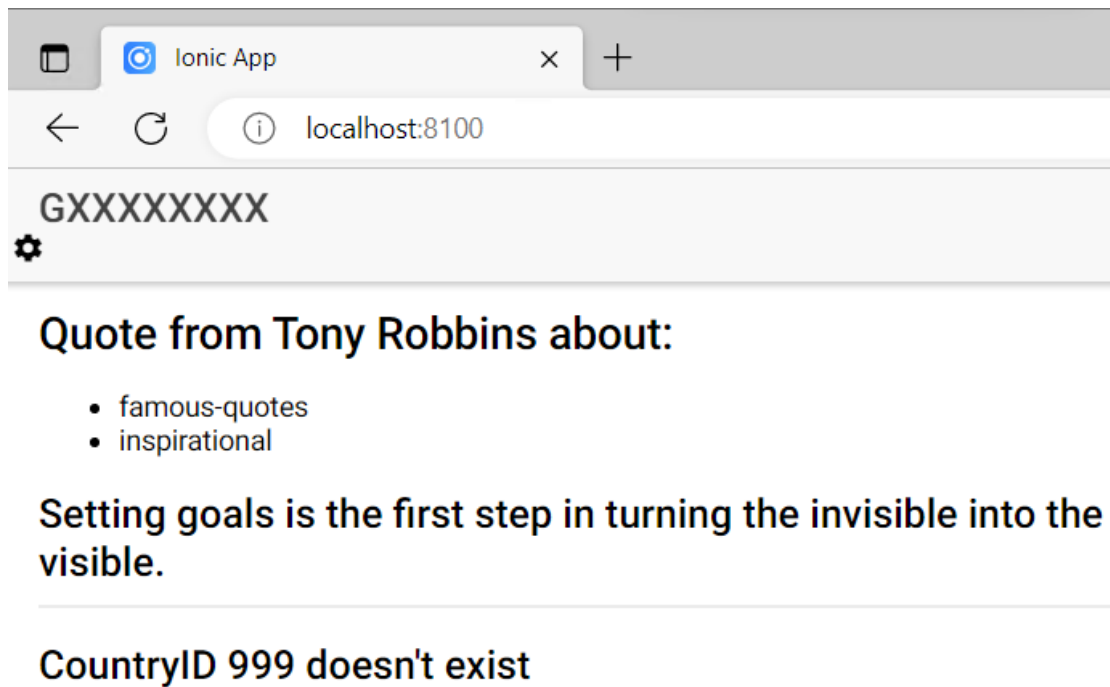 Ionic App
localhost:8100
GXXXXXXXX
Quote from Tony Robbins about:
famous-quotes
inspirational
Setting goals is the first step in turning the invisible into the
visible.
CountryID 999 doesn't exist